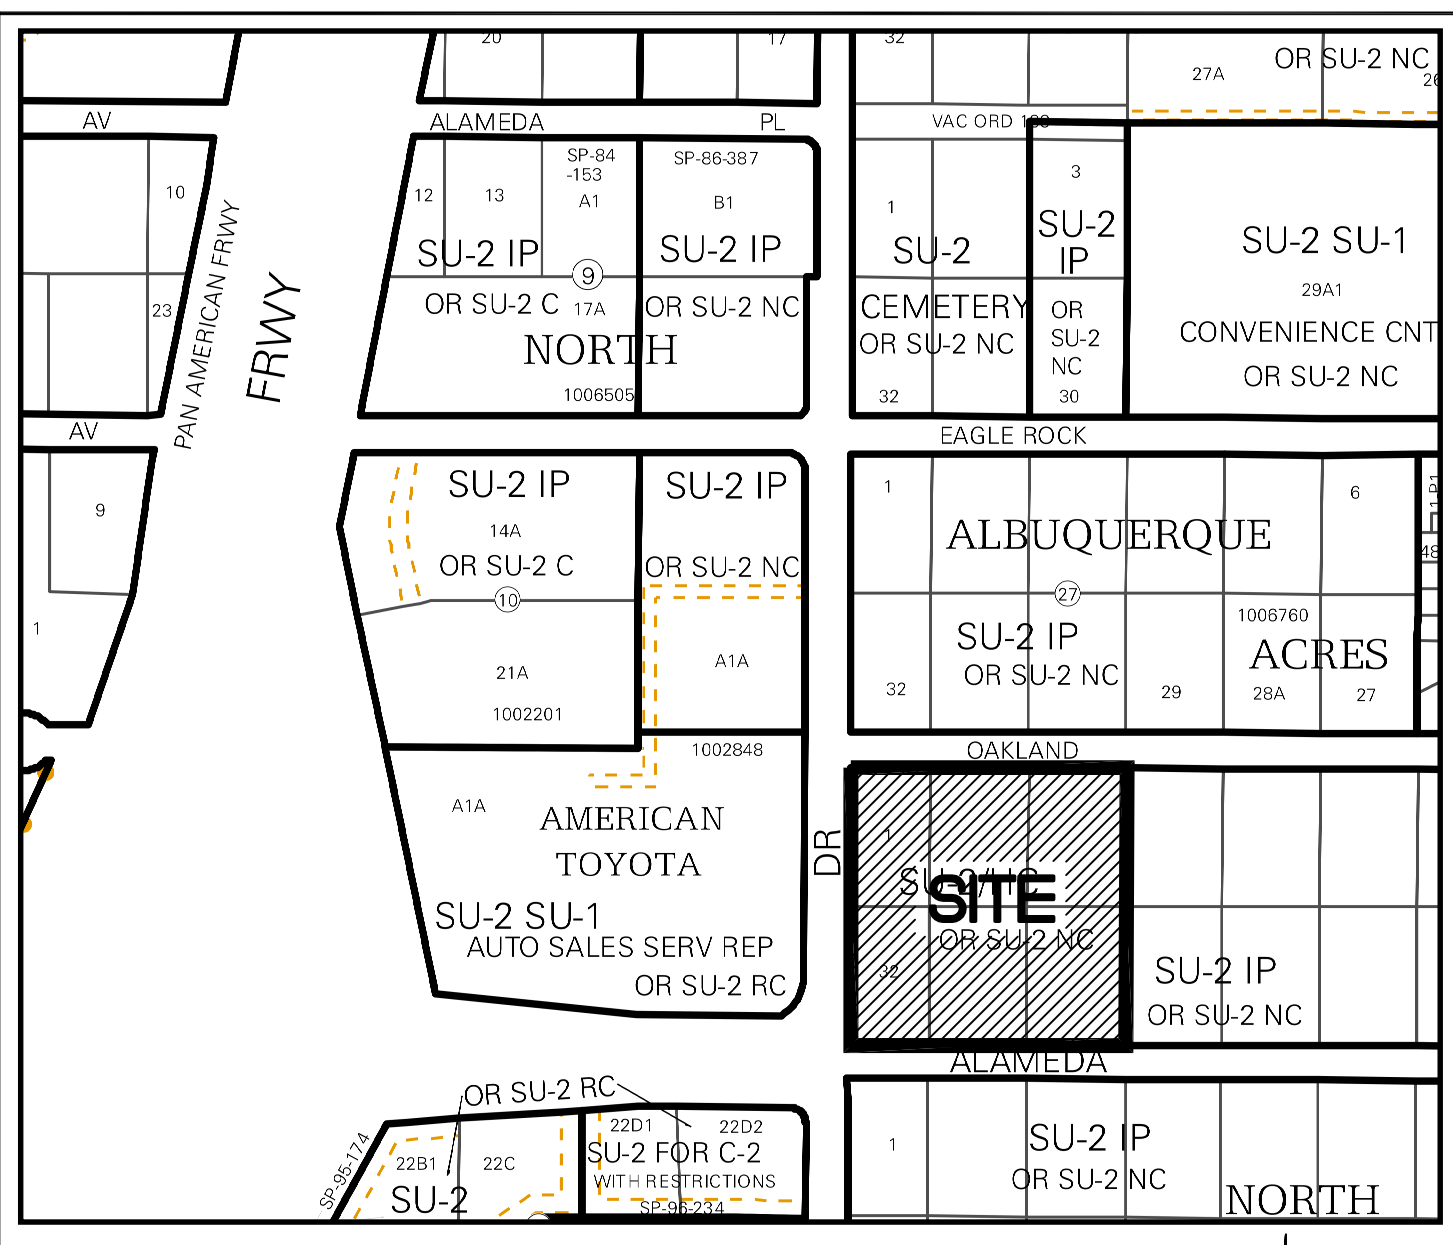 20
17
32
27A
OR SU-2 NC
AV
ALAMEDA
PL
VAC ORD
10
23
PAN AMERICAN FRWY
FRWY
12
13
SP-84
-153
A1
SU-2 IP
SP-86-387
B1
SU-2 IP
9
OR SU-2 C
17A
OR SU-2 NC
NORTH
1006505
1
SU-2
CEMETERY
OR SU-2 NC
32
3
SU-2
IP
OR
SU-2
NC
30
SU-2 SU-1
29A1
CONVENIENCE CNT
OR SU-2 NC
AV
EAGLE ROCK
9
1
SU-2 IP
14A
OR SU-2 C
10
21A
1002201
SU-2 IP
OR SU-2 NC
A1A
1
6
ALBUQUERQUE
27
1006760
SU-2 IP
OR SU-2 NC
ACRES
32
29
28A
27
48
OAKLAND
1002848
A1A
AMERICAN
TOYOTA
SU-2 SU-1
AUTO SALES SERV REP
OR SU-2 RC
DR
1
SITE
OR SU-2 NC
32
SU-2 IP
OR SU-2 NC
ALAMEDA
OR SU-2 RC
SP-95-174
22B1
22C
SU-2
22D1
22D2
SU-2 FOR C-2
WITH RESTRICTIONS
SP-96-234
1
SU-2 IP
OR SU-2 NC
NORTH